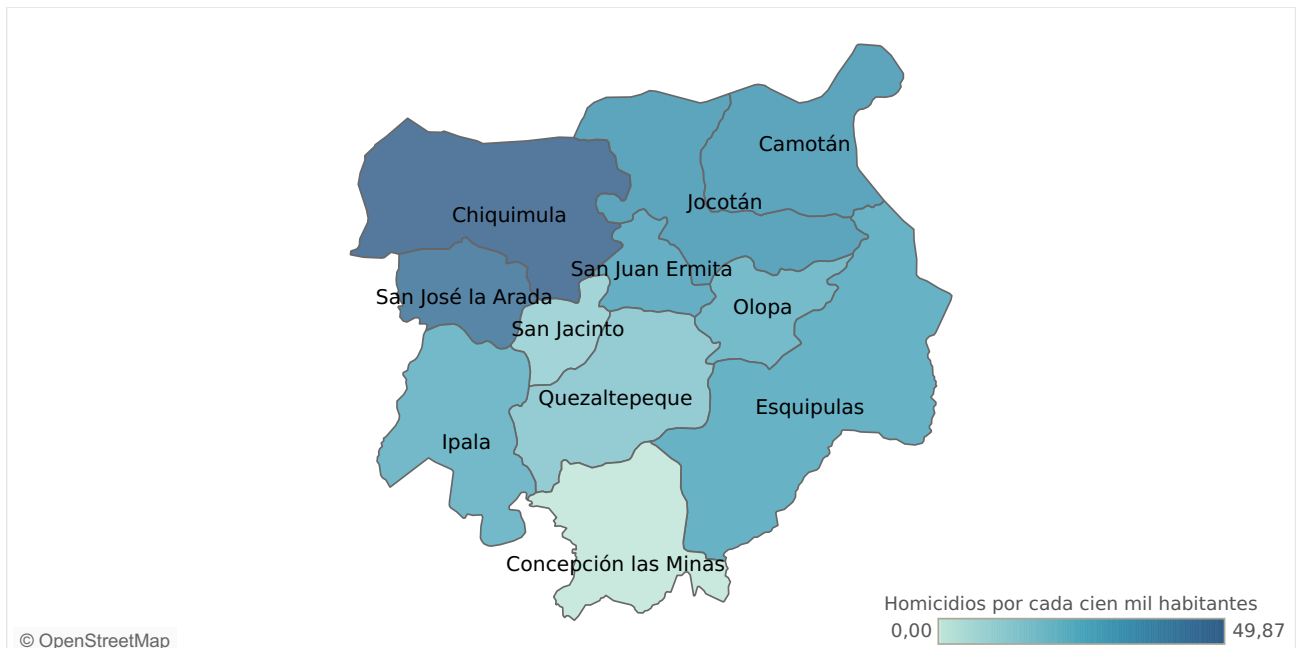 Camotán
Jocotán
Chiquimula
San Juan Ermita
San José la Arada
Olopa
San Jacinto
Quezaltepeque
Esquipulas
Ipala
Concepción las Minas
Homicidios por cada cien mil habitantes
0,00 49,87
© OpenStreetMap